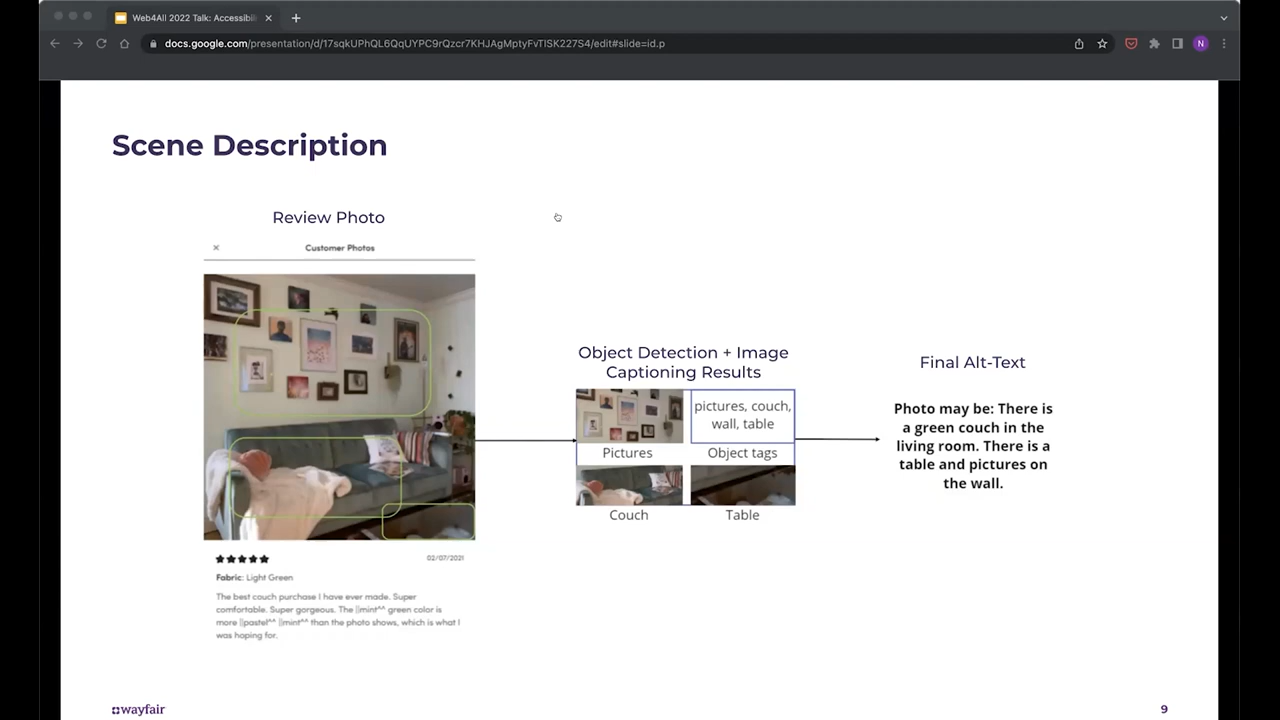 Web4All 2022 Talk: Accessibili
docs.google.com/presentation/d/17sqkUPhQL6QqUYPC9rQzcr7KHJAgMptyFvTlSK227S4/edit#slide=id.p
N
Scene Description
Review Photo
Customer Photos
02/07/2021
Fabric: Light Green
The best couch purchase I have ever made. Super
comfortable. Super gorgeous. The ||mint^^ green color is
more ||pastel^^ ||mint^^ than the photo shows, which is what I
was hoping for.
Object Detection + Image
Captioning Results
pictures, couch,
wall, table
Pictures
Object tags
Couch
Table
Final Alt-Text
Photo may be: There is
a green couch in the
living room. There is a
table and pictures on
the wall.
wayfair
9